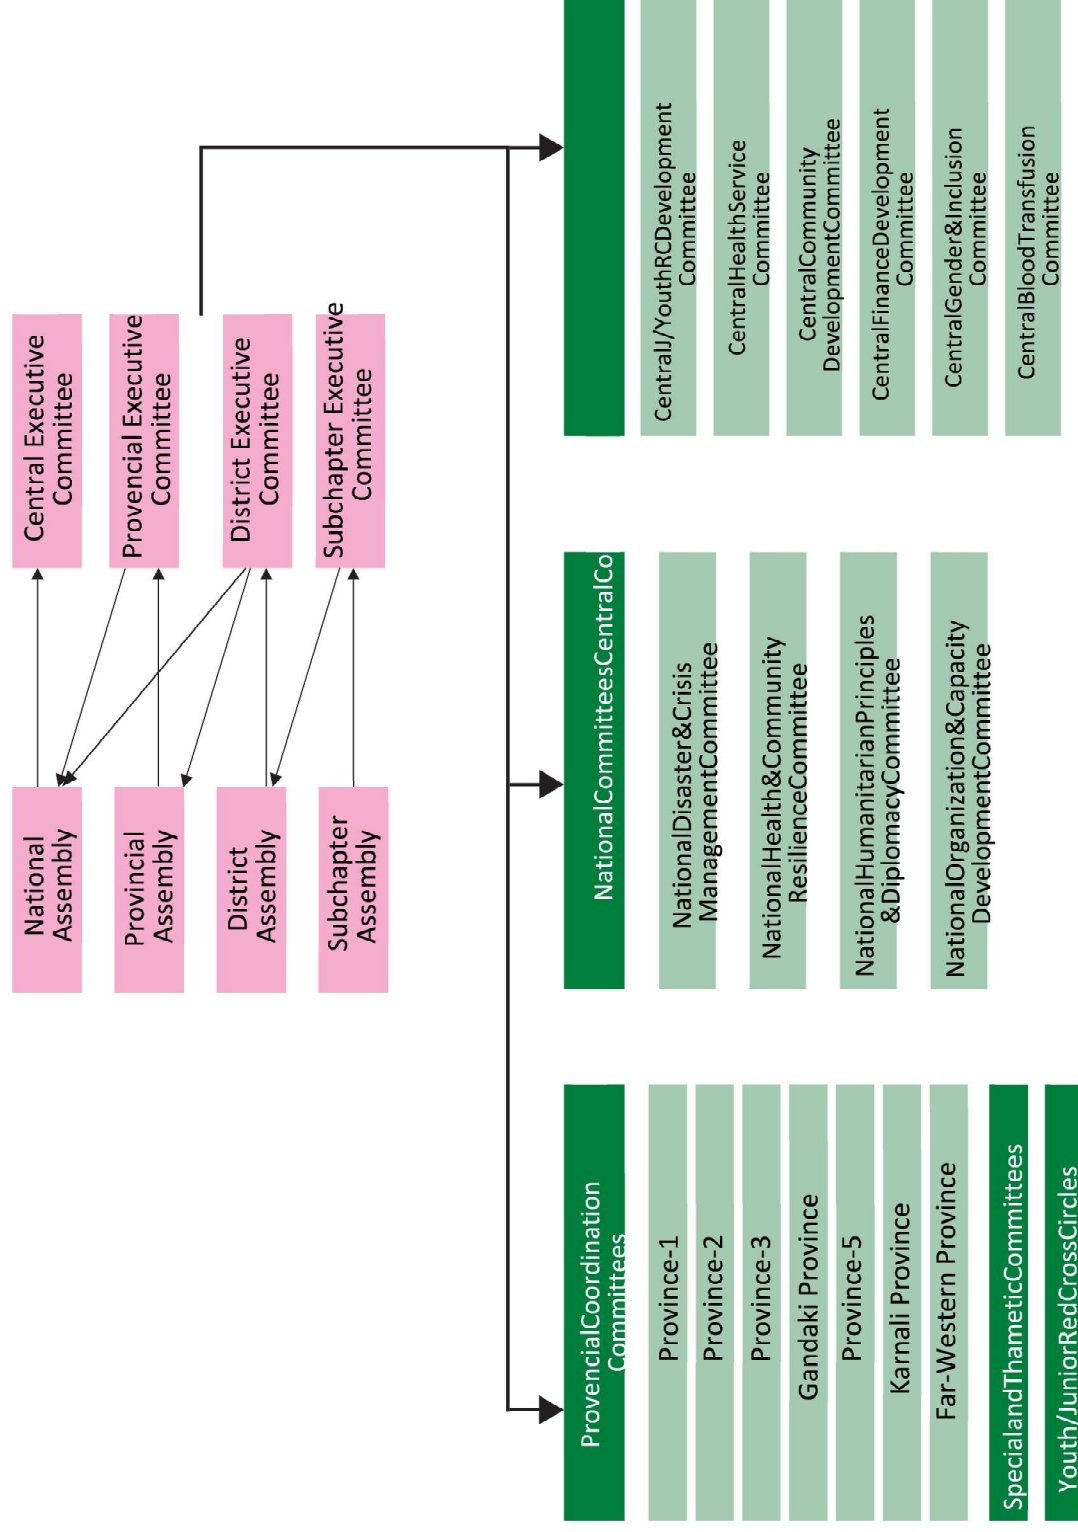 National
Assembly
Provincial
Assembly
District
Assembly
Subchapter
Assembly
Central Executive
Committee
Provencial Executive
Committee
District Executive
Committee
Subchapter Executive
Committee
ProvencialCoordination
Committees
Province-1
Province-2
Province-3
Gandaki Province
Province-5
Karnali Province
Far-Western Province
SpecialandThameticCommittees
Youth/JuniorRedCrossCircles
NationalCommitteesCentralCo
NationalDisaster&Crisis
ManagementCommittee
NationalHealth&Community
ResilienceCommittee
NationalHumanitarianPrinciples
&DiplomacyCommittee
NationalOrganization&Capacity
DevelopmentCommittee
CentralJ/YouthRCDevelopment
Committee
CentralHealthService
Committee
CentralCommunity
DevelopmentCommittee
CentralFinanceDevelopment
Committee
CentralGender&Inclusion
Committee
CentralBloodTransfusion
Committee